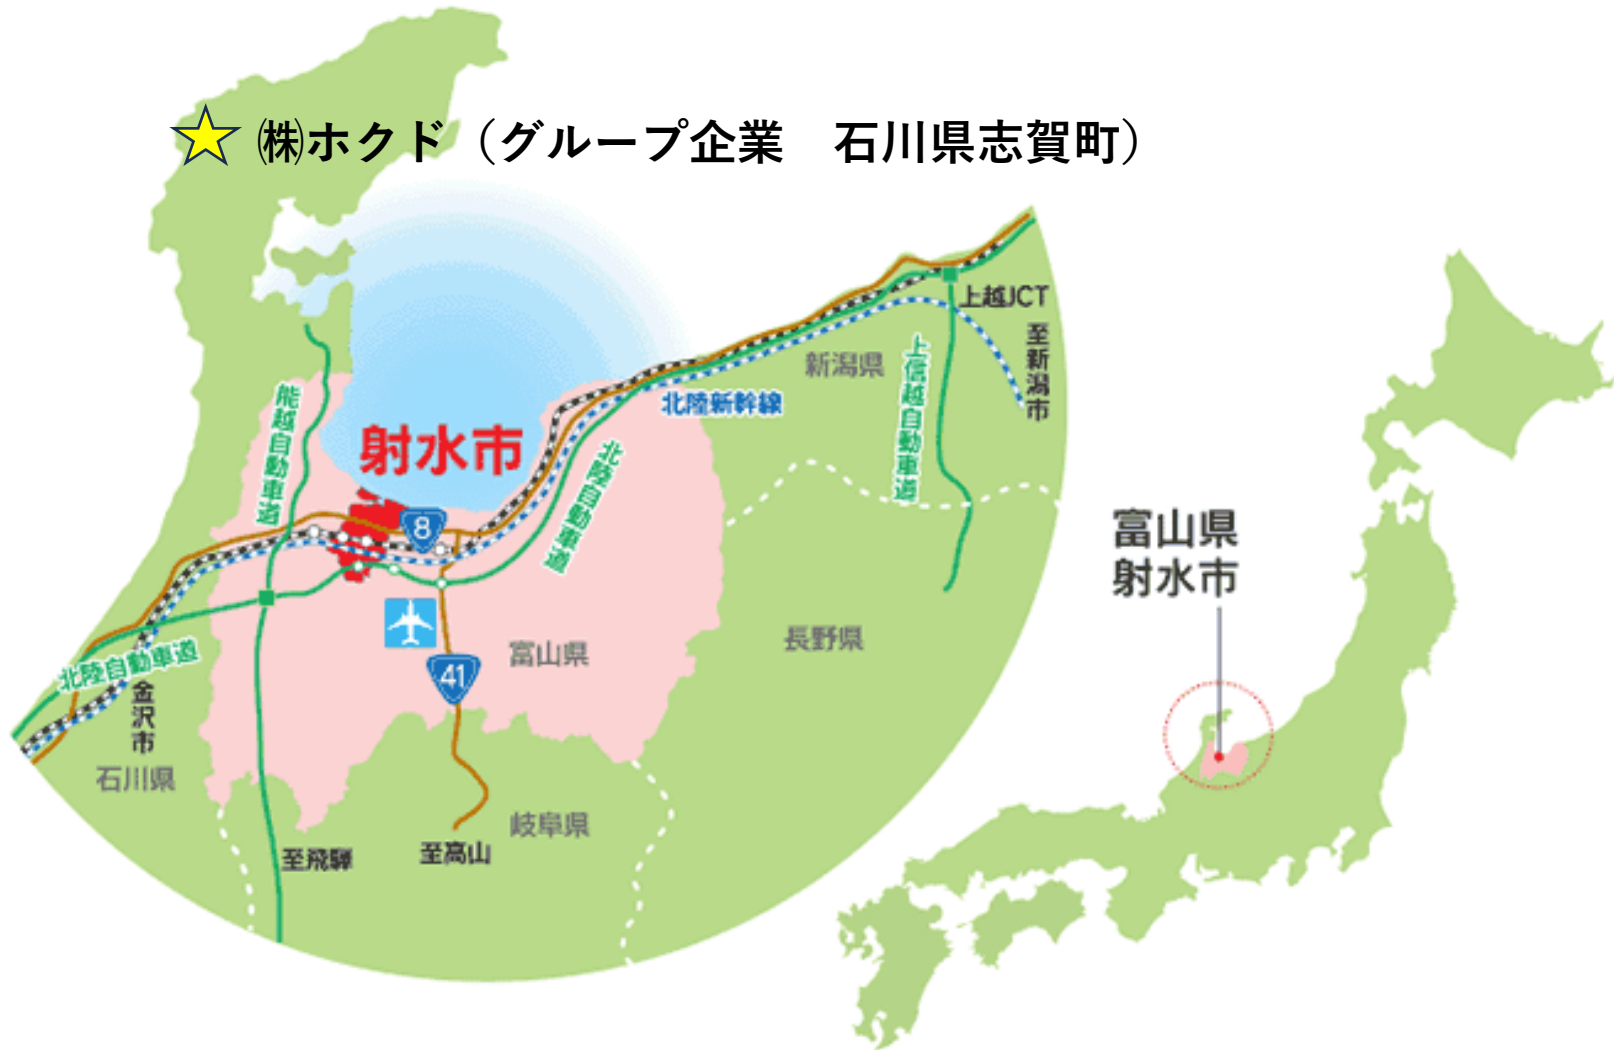 ㈱ホクド（グループ企業　石川県志賀町）
上越JCT
至新潟市
新潟県
上信越自動車道
北陸新幹線
能越自動車道
射水市
北陸自動車道
8
富山県
射水市
長野県
富山県
41
北陸自動車道
金沢市
石川県
岐阜県
至飛騨
至高山